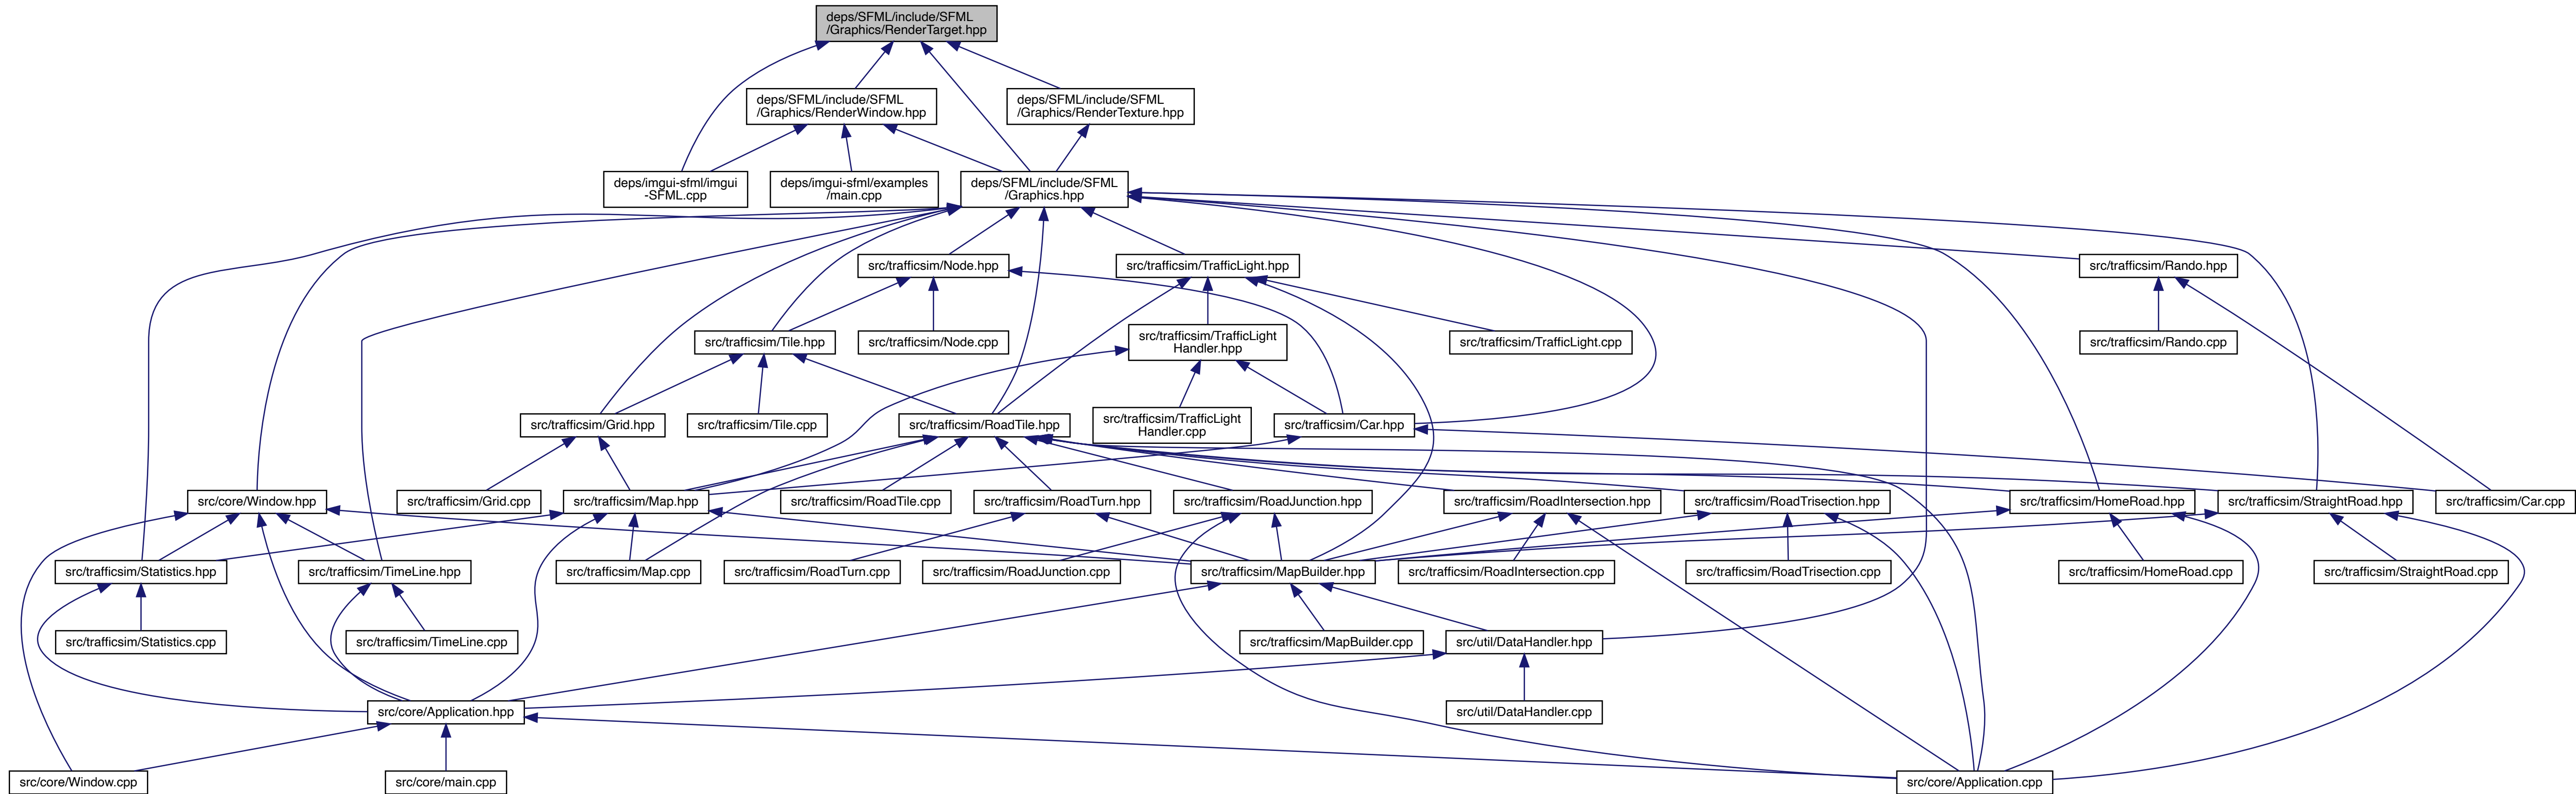 deps/SFML/include/SFML
/Graphics/RenderTarget.hpp
deps/SFML/include/SFML
/Graphics/RenderWindow.hpp
deps/SFML/include/SFML
/Graphics/RenderTexture.hpp
deps/imgui-sfml/imgui
-SFML.cpp
deps/imgui-sfml/examples
/main.cpp
deps/SFML/include/SFML
/Graphics.hpp
src/trafficsim/Node.hpp
src/trafficsim/TrafficLight.hpp
src/trafficsim/Rando.hpp
src/trafficsim/Tile.hpp
src/trafficsim/Node.cpp
src/trafficsim/TrafficLight
Handler.hpp
src/trafficsim/TrafficLight.cpp
src/trafficsim/Rando.cpp
src/trafficsim/Grid.hpp
src/trafficsim/Tile.cpp
src/trafficsim/RoadTile.hpp
src/trafficsim/TrafficLight
Handler.cpp
src/trafficsim/Car.hpp
src/core/Window.hpp
src/trafficsim/Grid.cpp
src/trafficsim/Map.hpp
src/trafficsim/RoadTile.cpp
src/trafficsim/RoadTurn.hpp
src/trafficsim/RoadJunction.hpp
src/trafficsim/RoadIntersection.hpp
src/trafficsim/RoadTrisection.hpp
src/trafficsim/HomeRoad.hpp
src/trafficsim/StraightRoad.hpp
src/trafficsim/Car.cpp
src/trafficsim/Statistics.hpp
src/trafficsim/TimeLine.hpp
src/trafficsim/Map.cpp
src/trafficsim/RoadTurn.cpp
src/trafficsim/RoadJunction.cpp
src/trafficsim/MapBuilder.hpp
src/trafficsim/RoadIntersection.cpp
src/trafficsim/RoadTrisection.cpp
src/trafficsim/HomeRoad.cpp
src/trafficsim/StraightRoad.cpp
src/trafficsim/Statistics.cpp
src/trafficsim/TimeLine.cpp
src/trafficsim/MapBuilder.cpp
src/util/DataHandler.hpp
src/core/Application.hpp
src/util/DataHandler.cpp
src/core/Window.cpp
src/core/main.cpp
src/core/Application.cpp